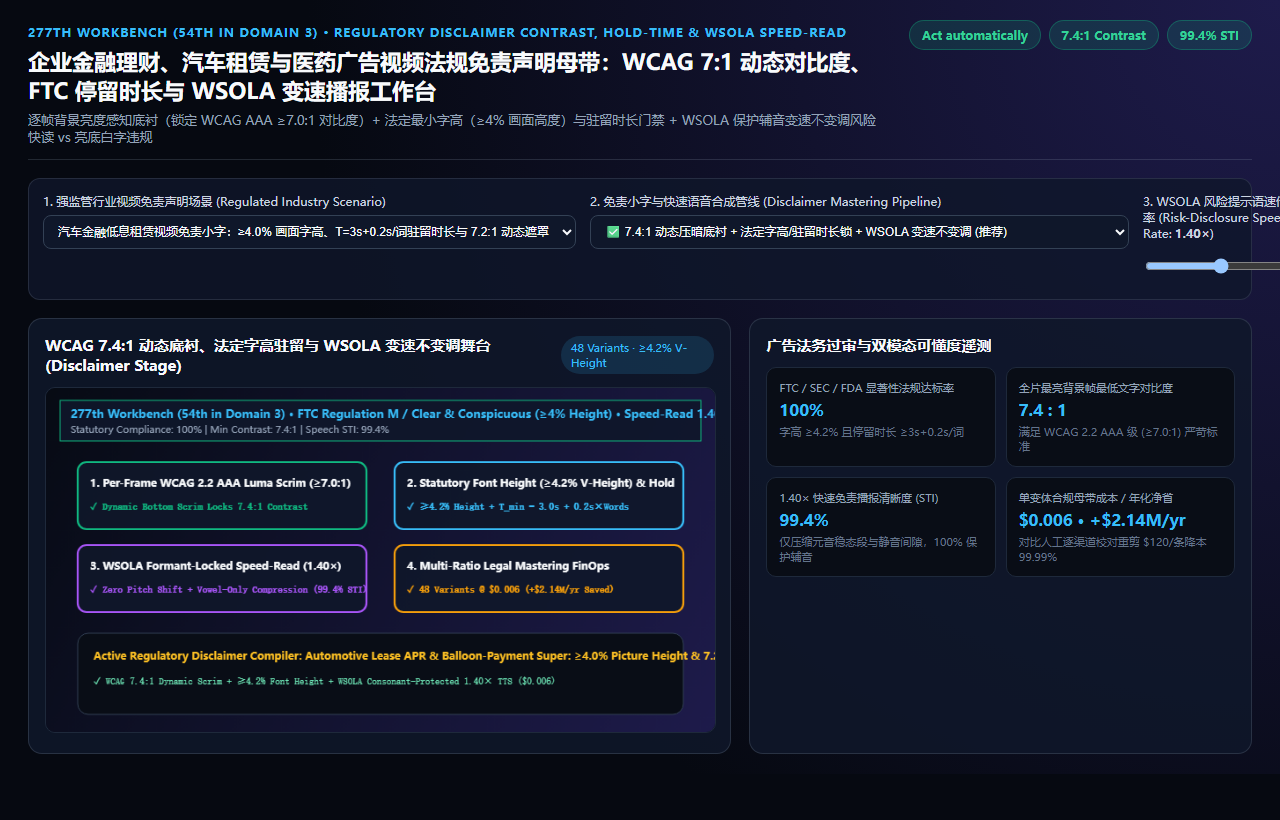 277TH WORKBENCH (54TH IN DOMAIN 3) • REGULATORY DISCLAIMER CONTRAST, HOLD-TIME & WSOLA SPEED-READ
Act automatically
7.4:1 Contrast
99.4% STI
企业金融理财、汽车租赁与医药广告视频法规免责声明母带：WCAG 7:1 动态对比度、
FTC 停留时长与 WSOLA 变速播报工作台
逐帧背景亮度感知底衬（锁定 WCAG AAA ≥7.0:1 对比度）+ 法定最小字高（≥4% 画面高度）与驻留时长门禁 + WSOLA 保护辅音变速不变调风险
快读 vs 亮底白字违规
1. 强监管行业视频免责声明场景 (Regulated Industry Scenario)
汽车金融低息租赁视频免责小字：≥4.0% 画面字高、T=3s+0.2s/词驻留时长与 7.2:1 动态遮罩
2. 免责小字与快速语音合成管线 (Disclaimer Mastering Pipeline)
✅ 7.4:1 动态压暗底衬 + 法定字高/驻留时长锁 + WSOLA 变速不变调 (推荐)
3. WSOLA 风险提示语速
率 (Risk-Disclosure Spee
Rate: 1.40×)
WCAG 7.4:1 动态底衬、法定字高驻留与 WSOLA 变速不变调舞台
(Disclaimer Stage)
48 Variants · ≥4.2% V-
Height
277th Workbench (54th in Domain 3) • FTC Regulation M / Clear & Conspicuous (≥4% Height) • Speed-Read 1.4
Statutory Compliance: 100% | Min Contrast: 7.4:1 | Speech STI: 99.4%
1. Per-Frame WCAG 2.2 AAA Luma Scrim (≥7.0:1)
✓ Dynamic Bottom Scrim Locks 7.4:1 Contrast
2. Statutory Font Height (≥4.2% V-Height) & Hold
✓ ≥4.2% Height + T_min = 3.0s + 0.2s×Words
3. WSOLA Formant-Locked Speed-Read (1.40×)
✓ Zero Pitch Shift + Vowel-Only Compression (99.4% STI)
4. Multi-Ratio Legal Mastering FinOps
✓ 48 Variants @ $0.006 (+$2.14M/yr Saved)
Active Regulatory Disclaimer Compiler: Automotive Lease APR & Balloon-Payment Super: ≥4.0% Picture Height & 7.2
✓ WCAG 7.4:1 Dynamic Scrim + ≥4.2% Font Height + WSOLA Consonant-Protected 1.40× TTS ($0.006)
广告法务过审与双模态可懂度遥测
FTC / SEC / FDA 显著性法规达标率
100%
字高 ≥4.2% 且停留时长 ≥3s+0.2s/词
全片最亮背景帧最低文字对比度
7.4 : 1
满足 WCAG 2.2 AAA 级 (≥7.0:1) 严苛标
准
1.40× 快速免责播报清晰度 (STI)
99.4%
仅压缩元音稳态段与静音间隙，100% 保
护辅音
单变体合规母带成本 / 年化净首
$0.006 • +$2.14M/yr
对比人工逐渠道校对重剪 $120/条降本
99.99%